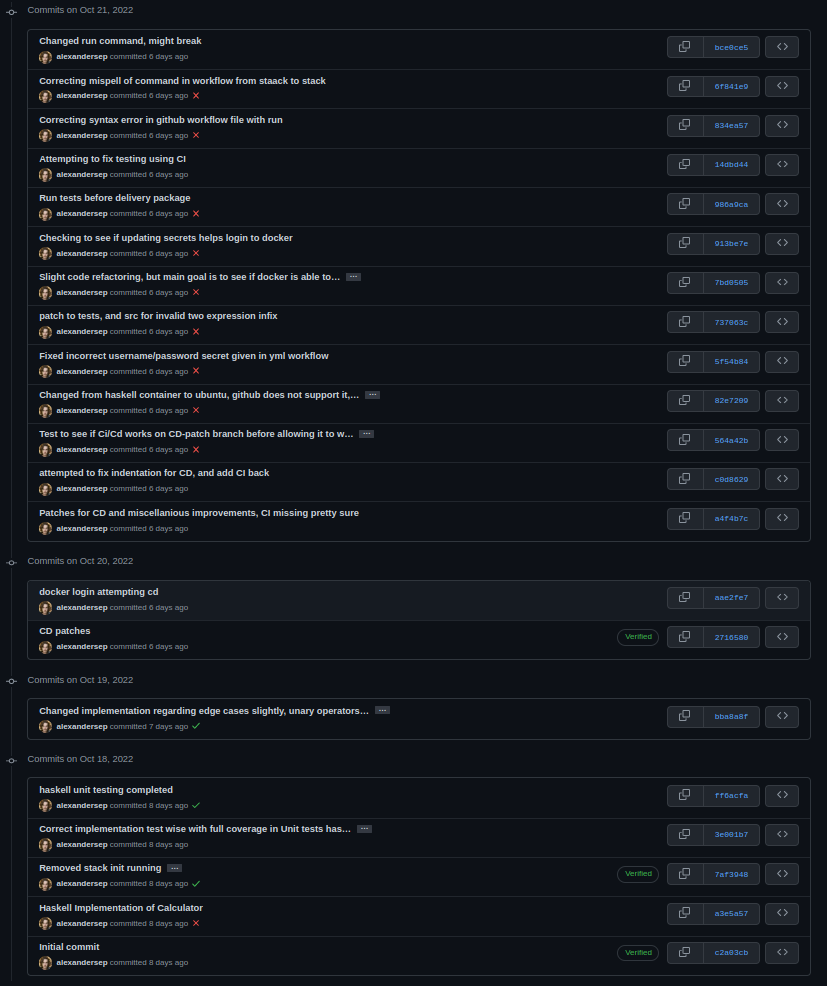 Commits on Oct 21, 2022
Changed run command, might break
alexandersep committed 6 days ago
bce0ce5
Correcting mispell of command in workflow from staack to stack
alexandersep committed 6 days ago
6f841e9
Correcting syntax error in github workflow file with run
alexandersep committed 6 days ago
834ea57
Attempting to fix testing using CI
alexandersep committed 6 days ago
14dbd44
Run tests before delivery package
alexandersep committed 6 days ago
986a9ca
Checking to see if updating secrets helps login to docker
alexandersep committed 6 days ago
913be7e
Slight code refactoring, but main goal is to see if docker is able to…
alexandersep committed 6 days ago
7bd0505
patch to tests, and src for invalid two expression infix
alexandersep committed 6 days ago
737063c
Fixed incorrect username/password secret given in yml workflow
alexandersep committed 6 days ago
5f54b84
Changed from haskell container to ubuntu, github does not support it,…
alexandersep committed 6 days ago
82e7209
Test to see if Ci/Cd works on CD-patch branch before allowing it to w…
alexandersep committed 6 days ago
564a42b
attempted to fix indentation for CD, and add CI back
alexandersep committed 6 days ago
c0d8629
Patches for CD and miscellanious improvements, CI missing pretty sure
alexandersep committed 6 days ago
a4f4b7c
Commits on Oct 20, 2022
docker login attempting cd
alexandersep committed 6 days ago
aae2fe7
CD patches
alexandersep committed 6 days ago
Verified
2716580
Commits on Oct 19, 2022
Changed implementation regarding edge cases slightly, unary operators…
alexandersep committed 7 days ago
bba8a8f
Commits on Oct 18, 2022
haskell unit testing completed
alexandersep committed 8 days ago
ff6acfa
Correct implementation test wise with full coverage in Unit tests has…
alexandersep committed 8 days ago
3e001b7
Removed stack init running
alexandersep committed 8 days ago
Verified
7af3948
Haskell Implementation of Calculator
alexandersep committed 8 days ago
a3e5a57
Initial commit
alexandersep committed 8 days ago
Verified
c2a03cb